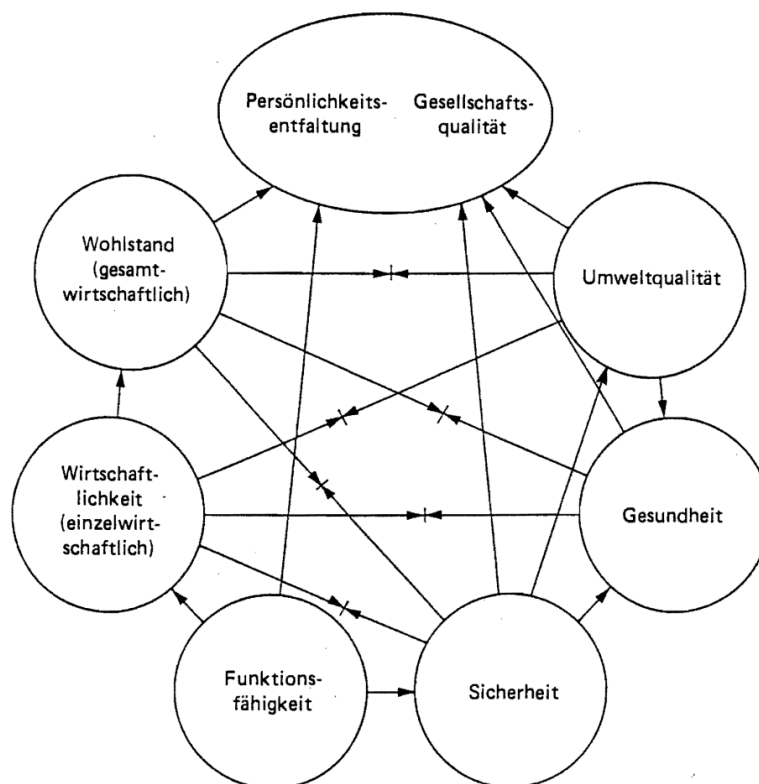 Persönlichkeits-
entfaltung
Gesellschafts-
qualität
Wohlstand
(gesamt-
wirtschaftlich)
Umweltqualität
Wirtschaft-
lichkeit
(einzelwirt-
schaftlich)
Gesundheit
Funktions-
fähigkeit
Sicherheit